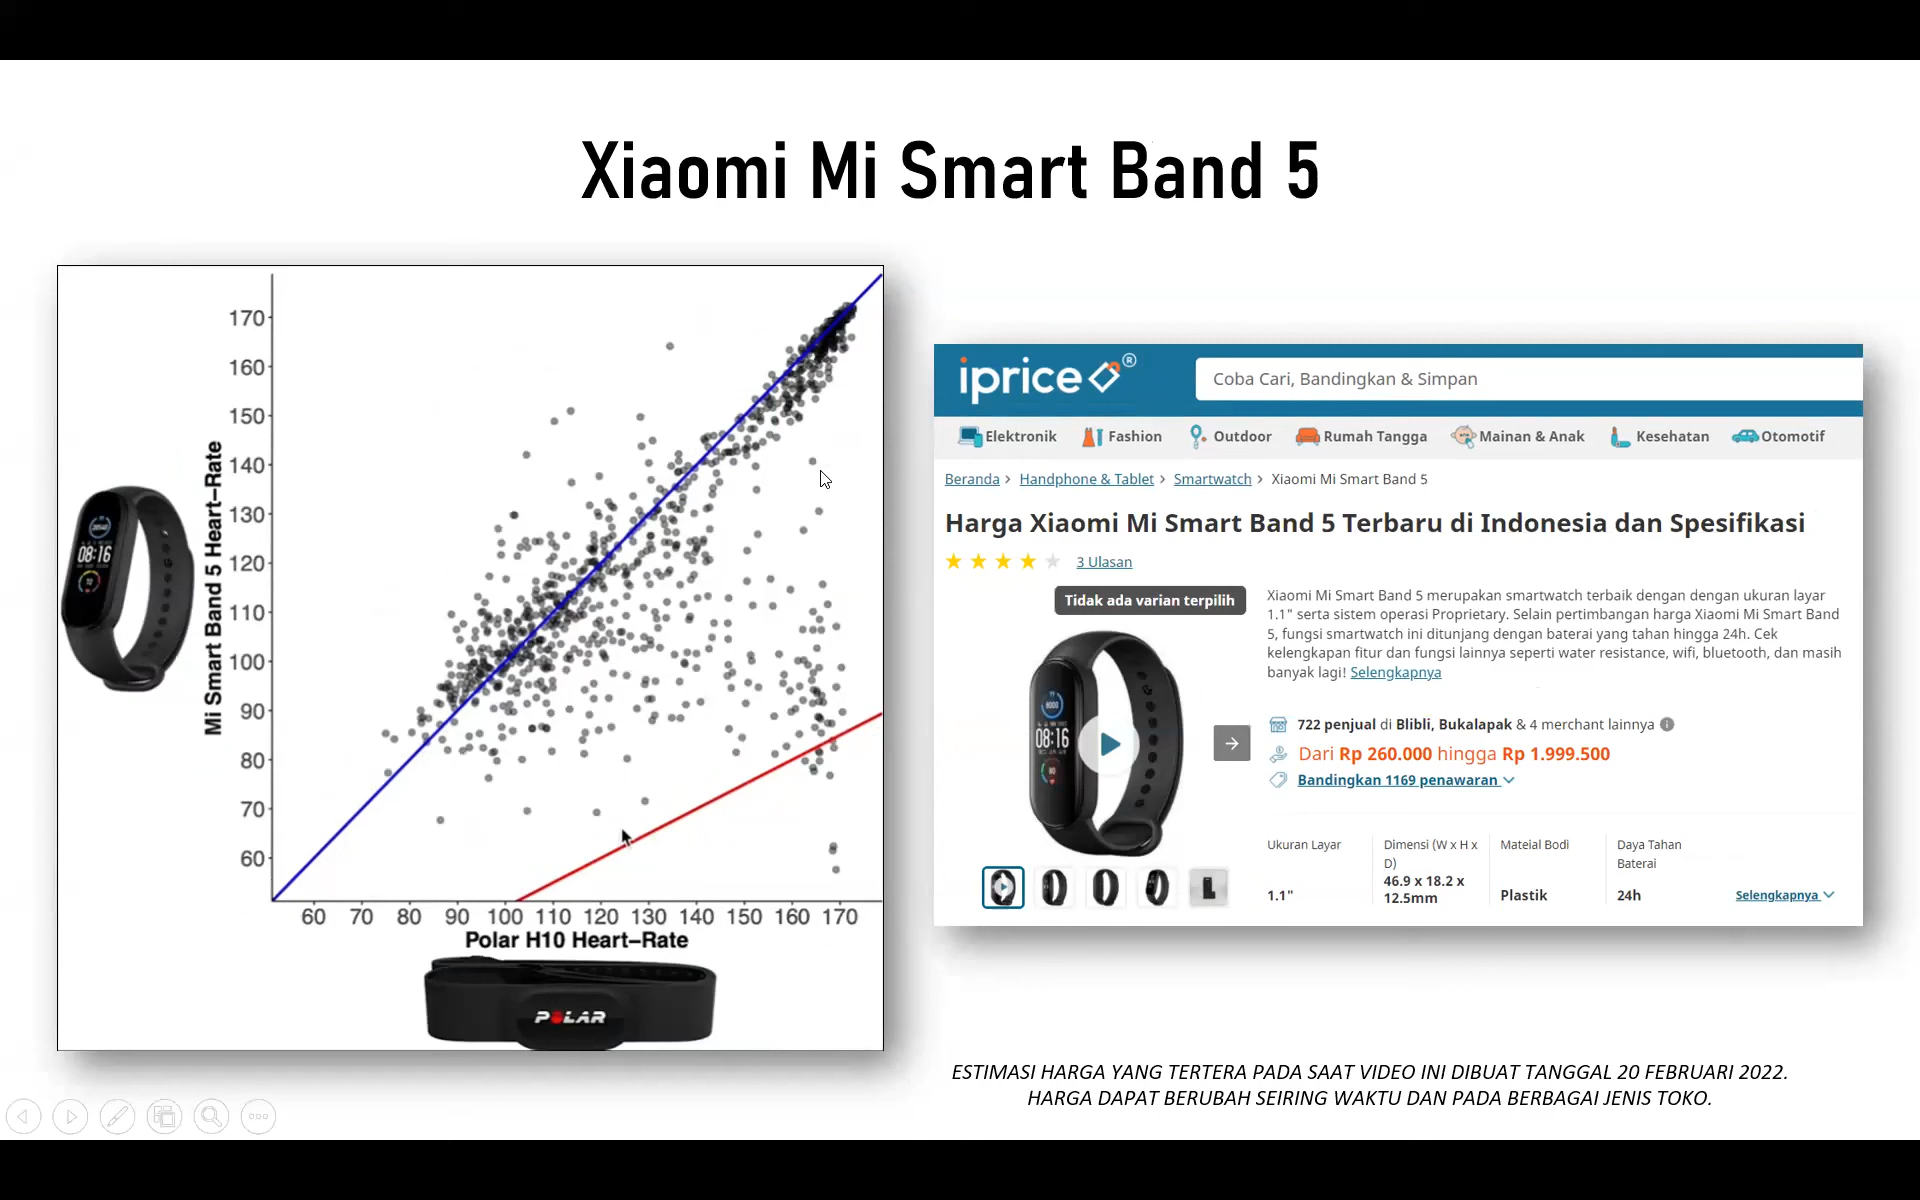 Xiaomi Mi Smart Band 5
170
160
150
140
130
120
110
100
90
80
70
60
Mi Smart Band 5 Heart-Rate
08:16
60 70 80 90 100 110 120 130 140 150 160 170
Polar H10 Heart-Rate
POLAR
iprice ®
Coba Cari, Bandingkan & Simpan
Elektronik Fashion Outdoor Rumah Tangga Mainan & Anak Kesehatan Otomotif
Beranda > Handphone & Tablet > Smartwatch > Xiaomi Mi Smart Band 5
Harga Xiaomi Mi Smart Band 5 Terbaru di Indonesia dan Spesifikasi
3 Ulasan
Tidak ada varian terpilih
08:16
Xiaomi Mi Smart Band 5 merupakan smartwatch terbaik dengan dengan ukuran layar
1.1" serta sistem operasi Proprietary. Selain pertimbangan harga Xiaomi Mi Smart Band
5, fungsi smartwatch ini ditunjang dengan baterai yang tahan hingga 24h. Cek
kelengkapan fitur dan fungsi lainnya seperti water resistance, wifi, bluetooth, dan masih
banyak lagi! Selengkapnya
722 penjual di Blibli, Bukalapak & 4 merchant lainnya
Dari Rp 260.000 hingga Rp 1.999.500
Bandingkan 1169 penawaran
Ukuran Layar
1.1"
Dimensi (W x H x
D)
46.9 x 18.2 x
12.5mm
Mateial Bodi
Plastik
Daya Tahan
Baterai
24h
Selengkapnya
ESTIMASI HARGA YANG TERTERA PADA SAAT VIDEO INI DIBUAT TANGGAL 20 FEBRUARI 2022.
HARGA DAPAT BERUBAH SEIRING WAKTU DAN PADA BERBAGAI JENIS TOKO.